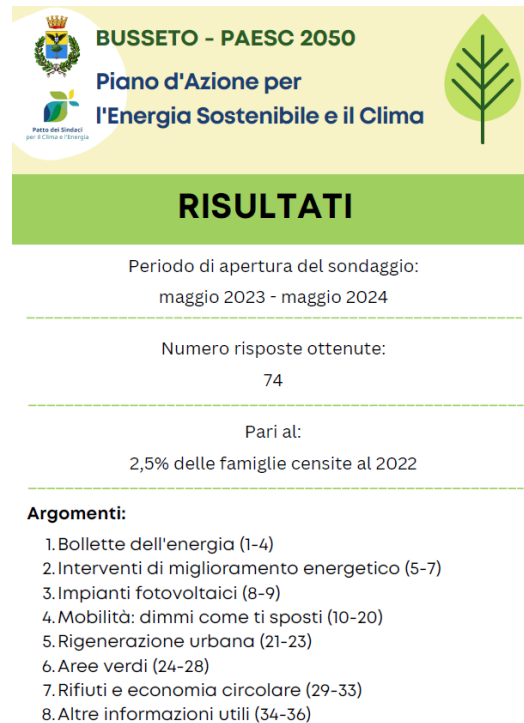 BUSSETO - PAESC 2050
Piano d'Azione per
l'Energia Sostenibile e il Clima
Patto dei Sindaci
per il Clima e l'Energia
RISULTATI
Periodo di apertura del sondaggio:
maggio 2023 - maggio 2024
Numero risposte ottenute:
74
Pari al:
2,5% delle famiglie censite al 2022
Argomenti:
1. Bollette dell'energia (1-4)
2. Interventi di miglioramento energetico (5-7)
3. Impianti fotovoltaici (8-9)
4. Mobilità: dimmi come ti sposti (10-20)
5. Rigenerazione urbana (21-23)
6. Aree verdi (24-28)
7. Rifiuti e economia circolare (29-33)
8. Altre informazioni utili (34-36)